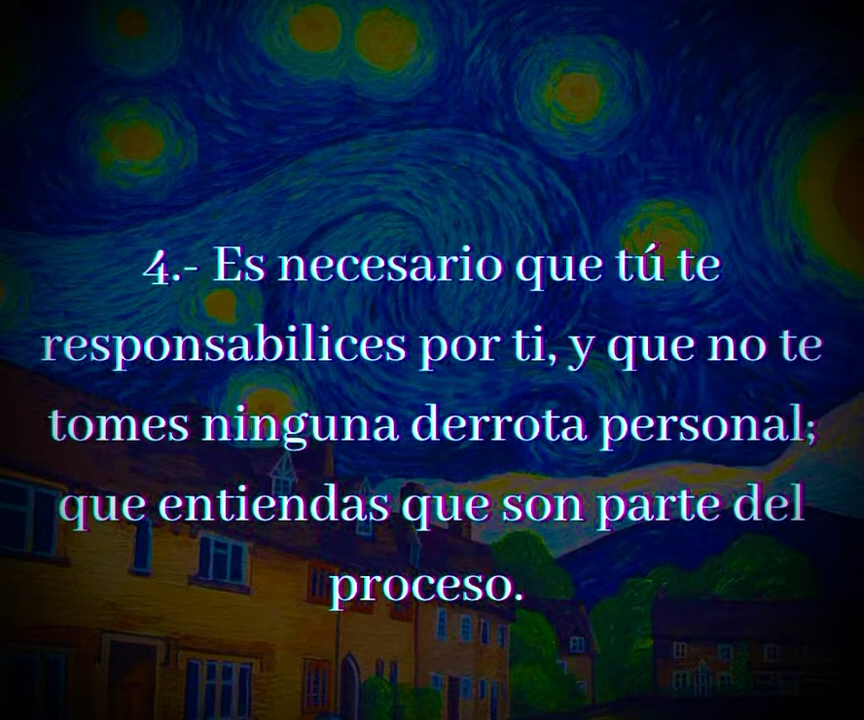 4.- Es necesario que tú te
responsabilices por ti, y que no te
tomes ninguna derrota personal;
que entiendas que son parte del
proceso.